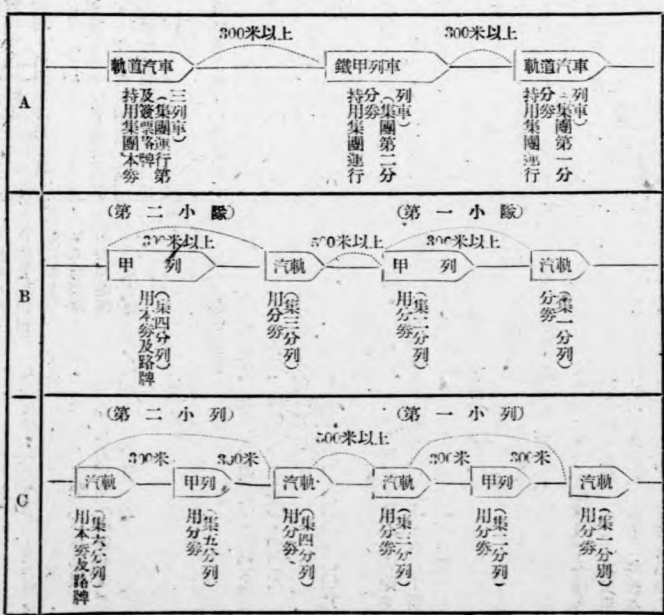 A
300米以上　300米以上
軌道汽車　鐵甲列車　軌道汽車
持用集團運行
分券
(集團第一分
列車)
持用集團運行
分券
(集團第二分
列車)
持用集團本券
及簽票路牌
(集團運行第
三列車)
B
(第二小隊)　(第一小隊)
300米以上　500米以上　300米以上
甲列　汽軌　甲列　汽軌
分券
(集一分列)
用分券
(集二分列)
用分券
(集三分列)
用本券及路牌
(集四分列)
C
(第二小列)　(第一小列)
500米以上
300米　300米　300米　300米
汽軌　甲列　汽軌　汽軌　甲列　汽軌
用分券
(集一分別)
用分券
(集二分列)
用分券
(集三分列)
用分券
(集四分列)
用分券
(集五分列)
用本券及路牌
(集六分列)